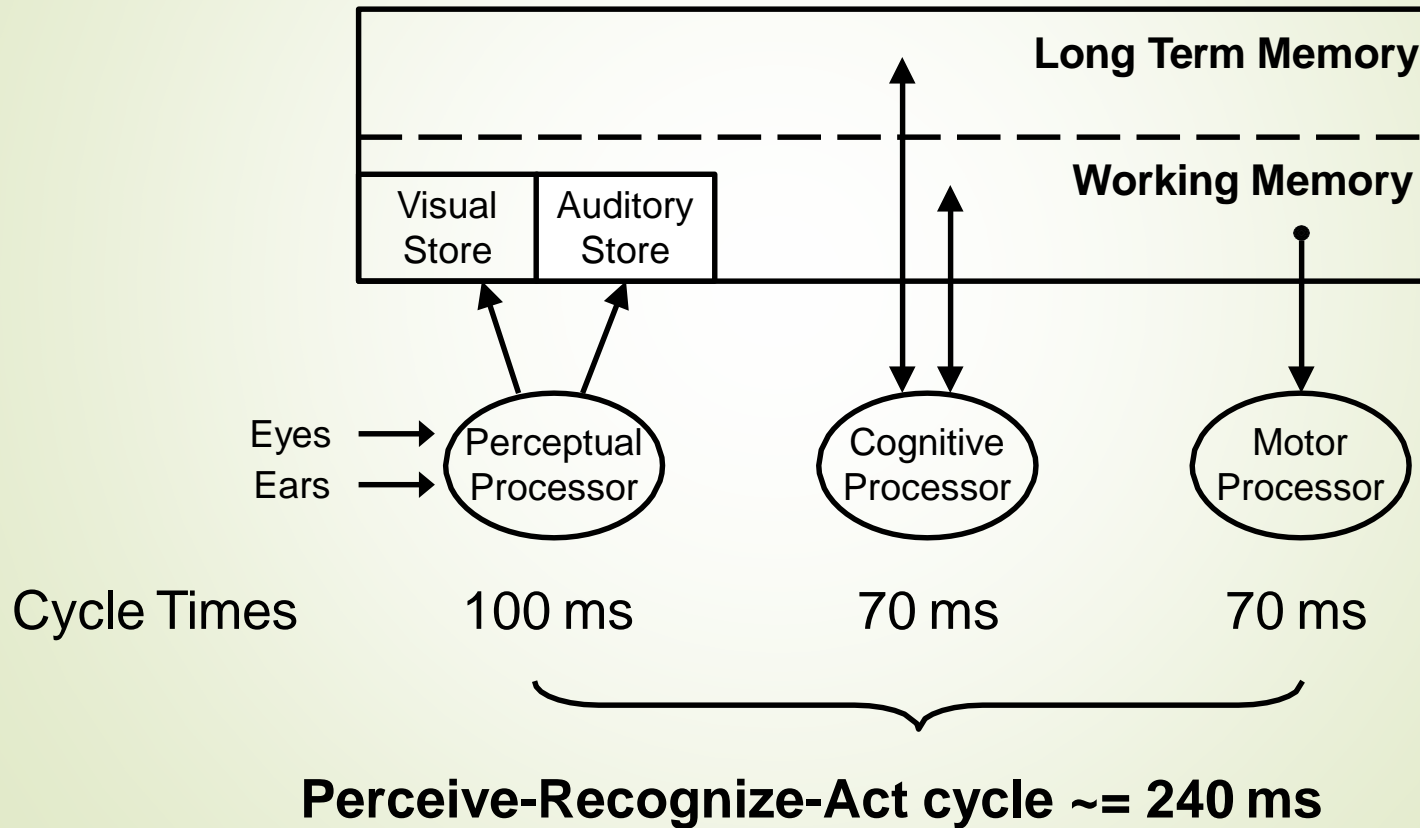 Long Term Memory
Working Memory
Visual
Store
Auditory
Store
Eyes
Ears
Perceptual
Processor
Cognitive
Processor
Motor
Processor
Cycle Times 100 ms 70 ms 70 ms
Perceive-Recognize-Act cycle ~= 240 ms